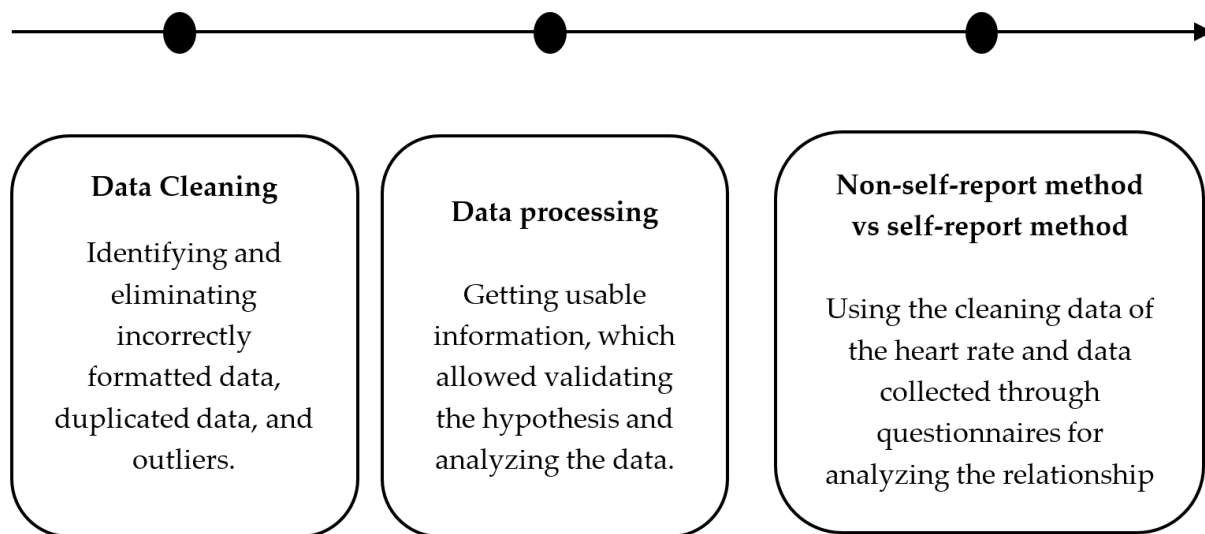 Data Cleaning
Identifying and
eliminating
incorrectly
formatted data,
duplicated data, and
outliers.
Data processing
Getting usable
information, which
allowed validating
the hypothesis and
analyzing the data.
Non-self-report method
vs self-report method
Using the cleaning data of
the heart rate and data
collected through
questionnaires for
analyzing the relationship